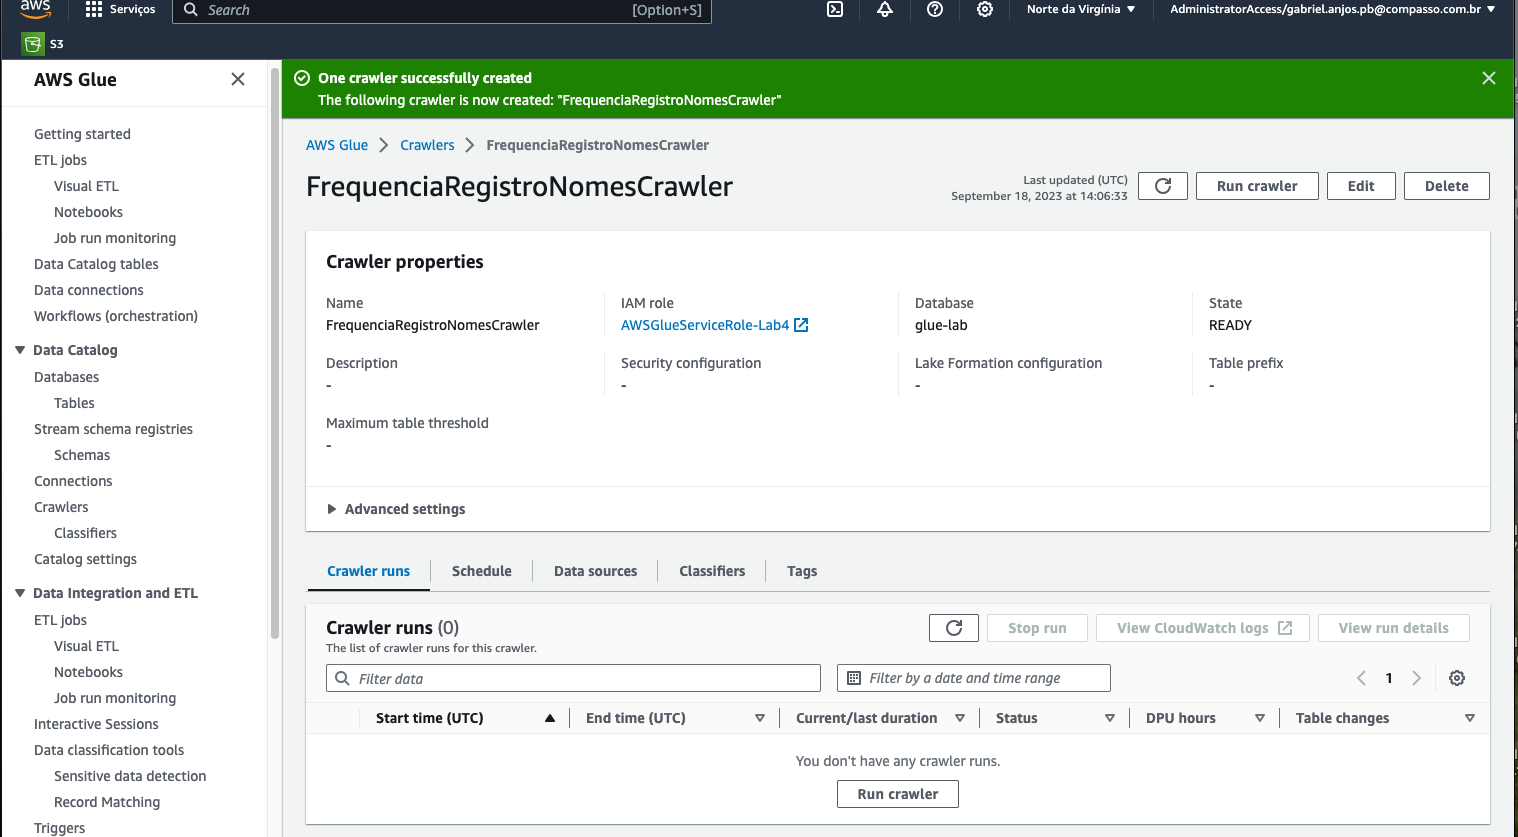 aws
Serviços
Search
[Option+S]
Norte da Virgínia
AdministratorAccess/gabriel.anjos.pb@compasso.com.br
S3
AWS Glue
Getting started
ETL jobs
Visual ETL
Notebooks
Job run monitoring
Data Catalog tables
Data connections
Workflows (orchestration)
Data Catalog
Databases
Tables
Stream schema registries
Schemas
Connections
Crawlers
Classifiers
Catalog settings
Data Integration and ETL
ETL jobs
Visual ETL
Notebooks
Job run monitoring
Interactive Sessions
Data classification tools
Sensitive data detection
Record Matching
Triggers
One crawler successfully created
The following crawler is now created: "FrequenciaRegistroNomesCrawler"
AWS Glue > Crawlers > FrequenciaRegistroNomesCrawler
FrequenciaRegistroNomesCrawler
Last updated (UTC)
September 18, 2023 at 14:06:33
Run crawler
Edit
Delete
Crawler properties
Name
FrequenciaRegistroNomesCrawler
IAM role
AWSGlueServiceRole-Lab4
Database
glue-lab
State
READY
Description
-
Security configuration
-
Lake Formation configuration
-
Table prefix
-
Maximum table threshold
-
Advanced settings
Crawler runs
Schedule
Data sources
Classifiers
Tags
Crawler runs (0)
The list of crawler runs for this crawler.
Stop run
View CloudWatch logs
View run details
Filter data
Filter by a date and time range
1
Start time (UTC)
End time (UTC)
Current/last duration
Status
DPU hours
Table changes
You don't have any crawler runs.
Run crawler